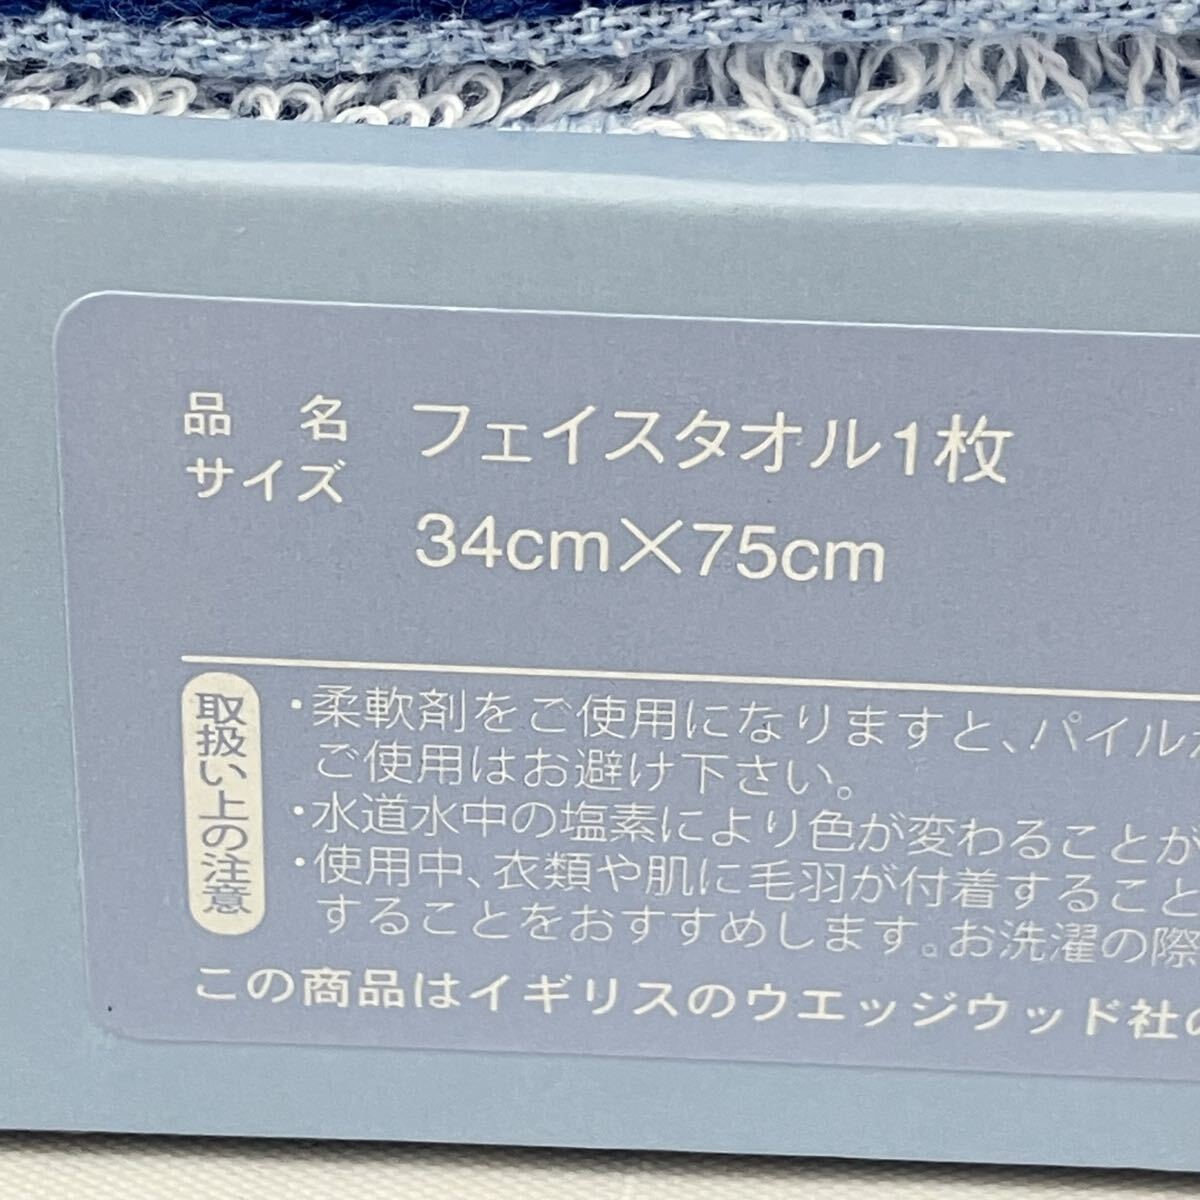 品名 フェイスタオル1枚
サイズ 34cm×75cm
取扱い上の注意
・柔軟剤をご使用になりますと、パイル
ご使用はお避け下さい。
・水道水中の塩素により色が変わることが
・使用中、衣類や肌に毛羽が付着すること
することをおすすめします。お洗濯の際
この商品はイギリスのウエッジウッド社の